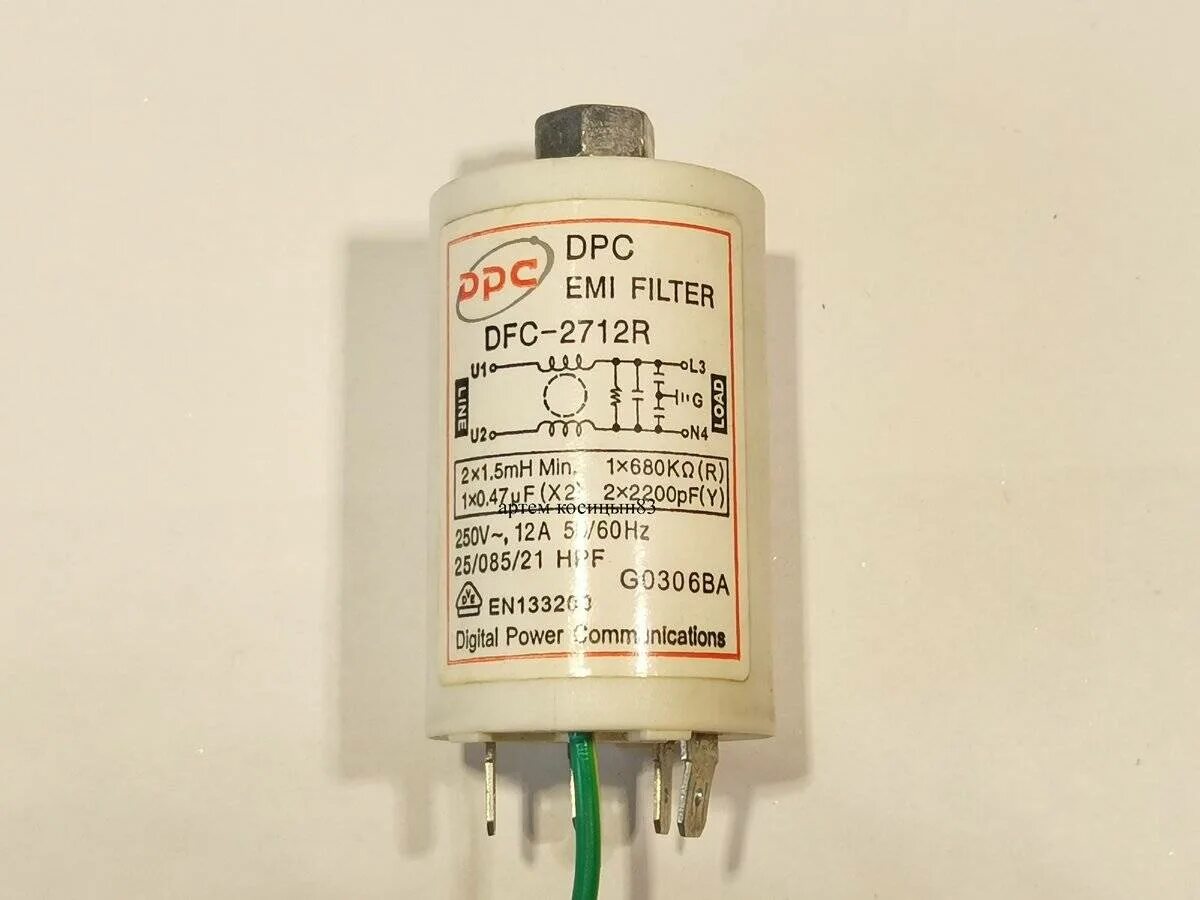 DPC
DPC
EMI FILTER
DFC-2712R
U1
L3
LINE
G
LOAD
U2
N4
2×1.5mH Min. 1×680KΩ(R)
1×0.47µF(X2) 2×2200pF(Y)
артем косицын83
250V~, 12A 50/60Hz
25/085/21 HPF
G0306BA
DVE
EN133200
Digital Power Communications